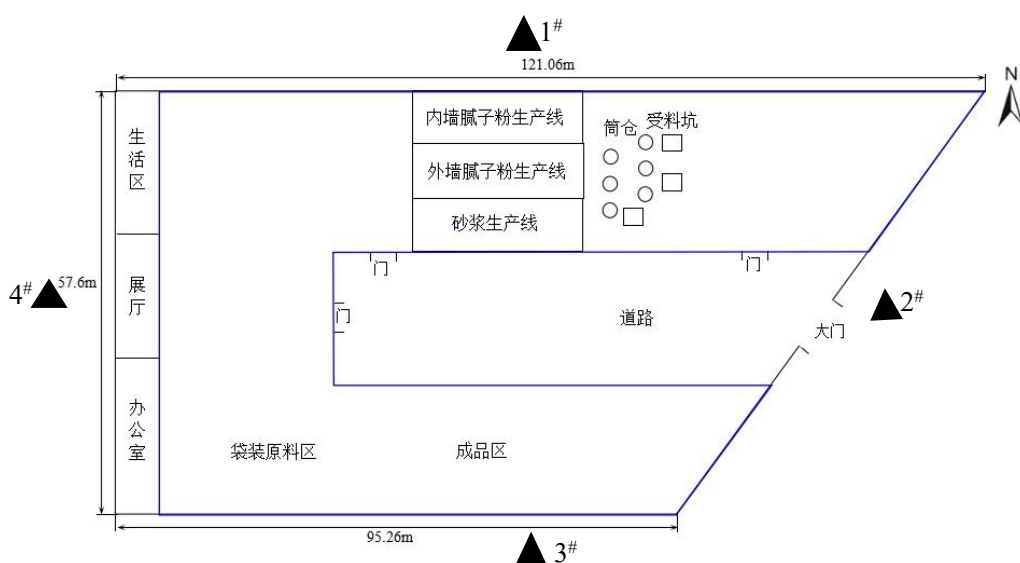 1#
121.06m
N
内墙腻子粉生产线
筒仓
受料坑
生活区
外墙腻子粉生产线
砂浆生产线
门
门
4#
57.6m
展厅
门
道路
2#
大门
办公室
袋装原料区
成品区
95.26m
3#